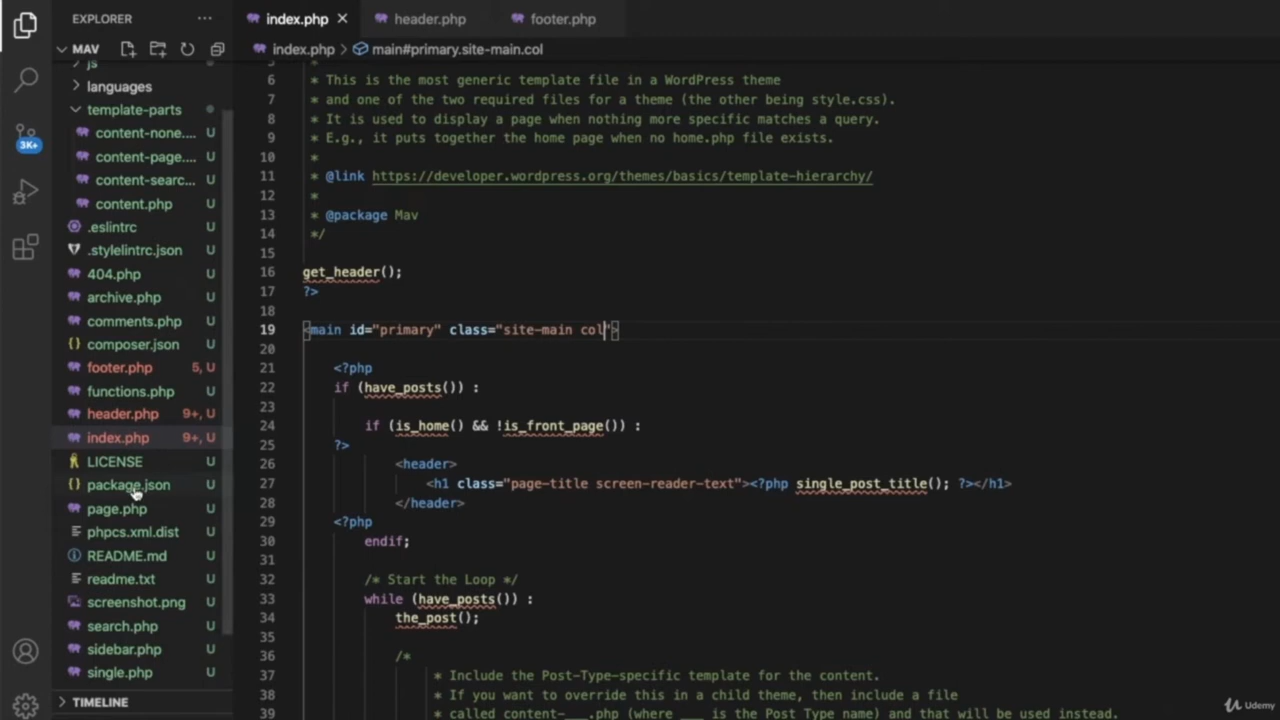 EXPLORER
index.php
header.php
footer.php
MAV
index.php > main#primary.site-main.col
js
languages
template-parts
content-none....U
content-page.... U
content-searc... U
content.php U
.eslintrc U
.stylelintrc.json U
404.php U
archive.php U
comments.php U
composer.json U
footer.php 5, U
functions.php U
header.php 9+, U
index.php 9+, U
LICENSE U
package.json U
page.php U
phpcs.xml.dist U
README.md U
readme.txt U
screenshot.png U
search.php U
sidebar.php U
single.php U
TIMELINE
3K+
5 *
6 * This is the most generic template file in a WordPress theme
7 * and one of the two required files for a theme (the other being style.css).
8 * It is used to display a page when nothing more specific matches a query.
9 * E.g., it puts together the home page when no home.php file exists.
10 *
11 * @link https://developer.wordpress.org/themes/basics/template-hierarchy/
12 *
13 * @package Mav
14 */
15
16 get_header();
17 ?>
18
19 <main id="primary" class="site-main col">
20
21 <?php
22 if (have_posts()) :
23
24 if (is_home() && !is_front_page()) :
25 ?>
26 <header>
27 <h1 class="page-title screen-reader-text"><?php single_post_title(); ?></h1>
28 </header>
29 <?php
30 endif;
31
32 /* Start the Loop */
33 while (have_posts()) :
34 the_post();
35
36 /*
37 * Include the Post-Type-specific template for the content.
38 * If you want to override this in a child theme, then include a file
39 * called content-___.php (where ___ is the Post Type name) and that will be used instead.
Udemy